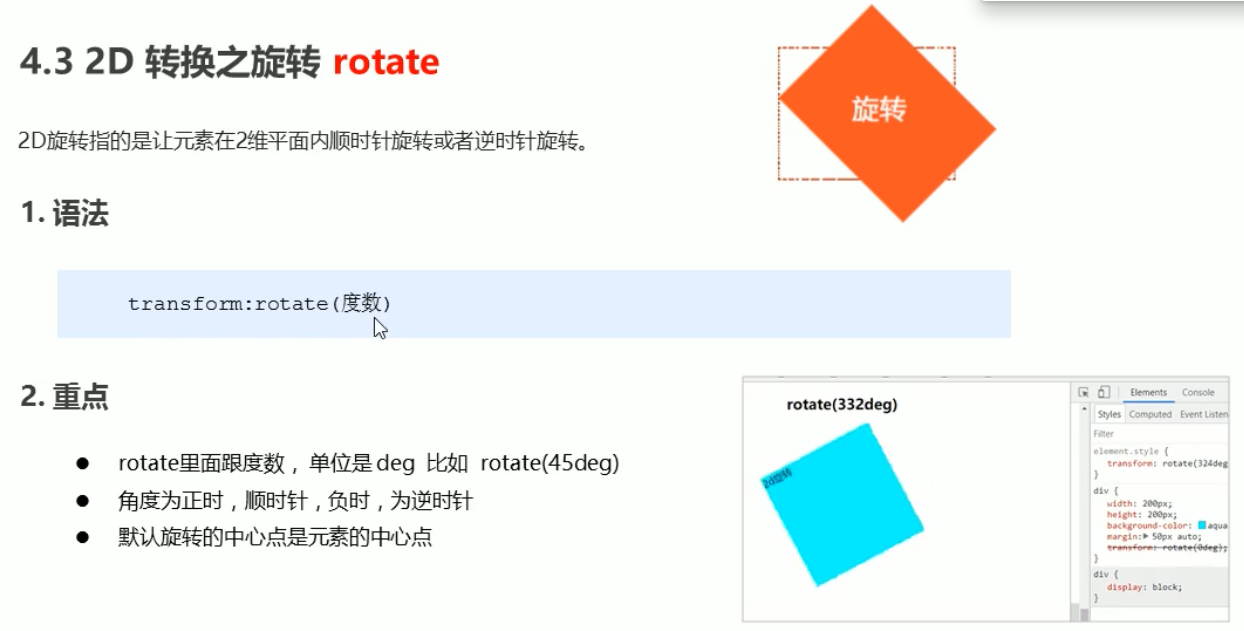 4.3 2D 转换之旋转 rotate
旋转
2D旋转指的是让元素在2维平面内顺时针旋转或者逆时针旋转。
1. 语法
transform:rotate(度数)
2. 重点
rotate里面跟度数，单位是 deg 比如 rotate(45deg)
角度为正时，顺时针，负时，为逆时针
默认旋转的中心点是元素的中心点
rotate(332deg)
2d旋转
Elements Console
Styles Computed Event Listen
Filter
element.style {
transform: rotate(324deg
}
div {
width: 200px;
height: 200px;
background-color: aqua
margin: 50px auto;
transform: rotate(0deg);
}
div {
display: block;
}